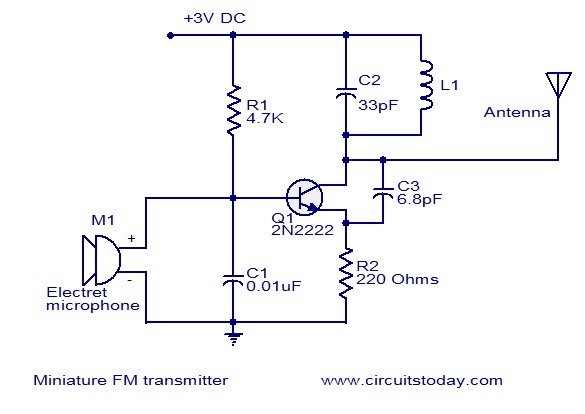 +3V DC
C2
33pF
L1
R1
4.7K
Antenna
C3
6.8pF
Q1
2N2222
M1
+
-
Electret
microphone
C1
0.01uF
R2
220 Ohms
Miniature FM transmitter
www.circuitstoday.com